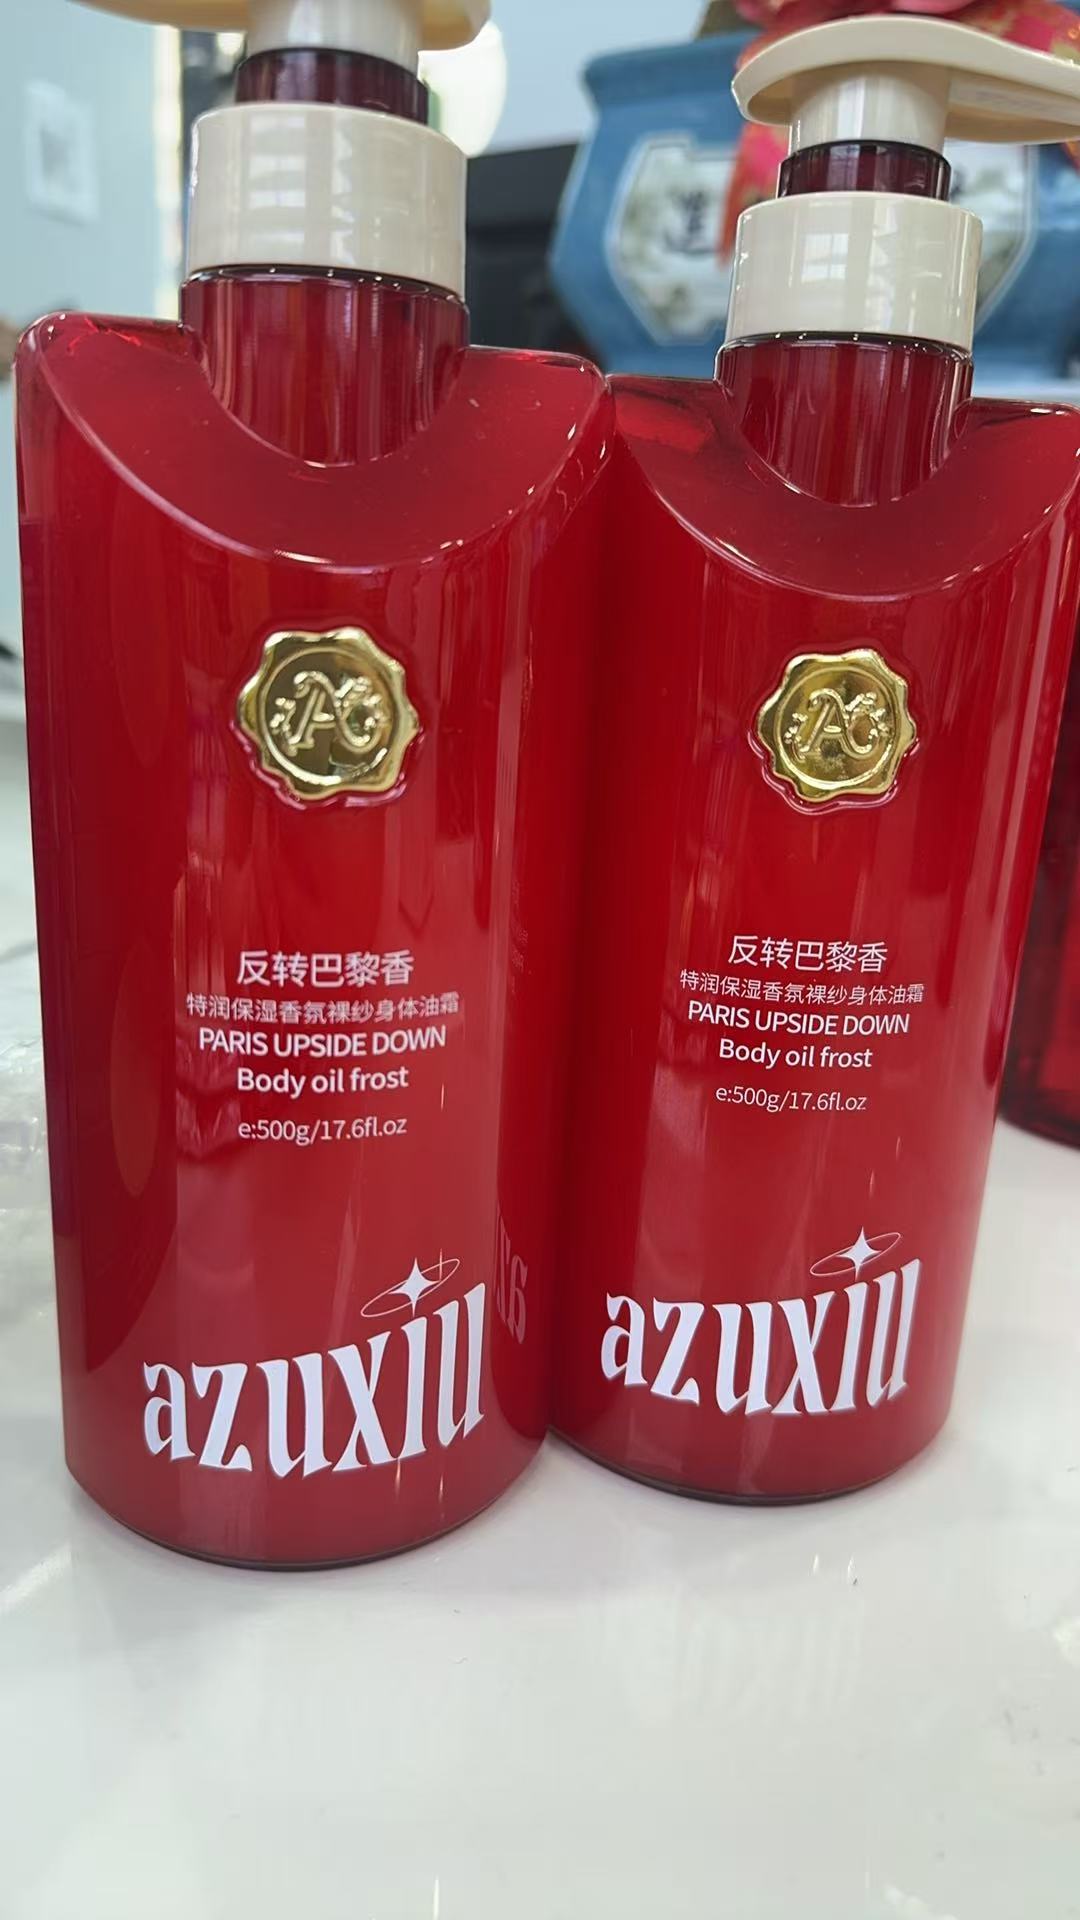 反转巴黎香
特润保湿香氛裸纱身体油霜
PARIS UPSIDE DOWN
Body oil frost
e:500g/17.6fl.oz
azuxiu
反转巴黎香
特润保湿香氛裸纱身体油霜
PARIS UPSIDE DOWN
Body oil frost
e:500g/17.6fl.oz
azuxiu